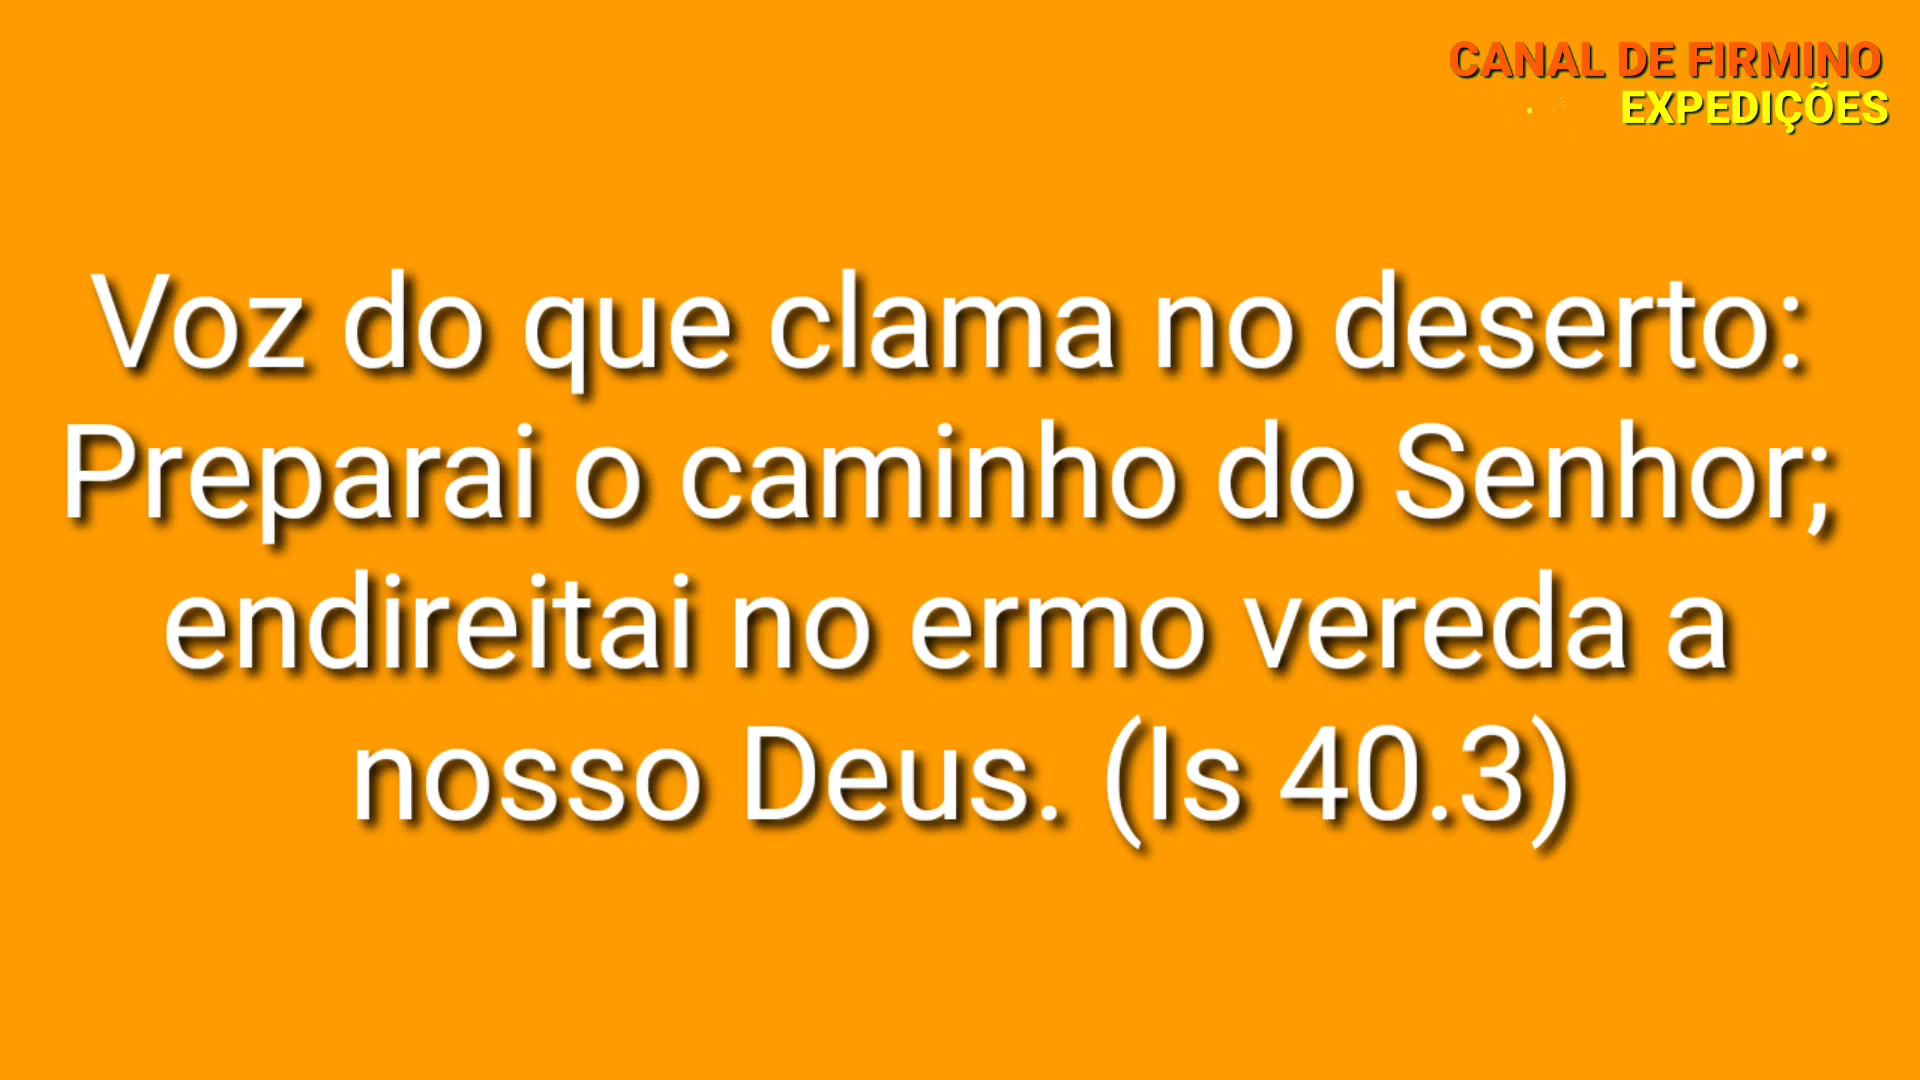 CANAL DE FIRMINO
EXPEDIÇÕES
Voz do que clama no deserto:
Preparai o caminho do Senhor;
endireitai no ermo vereda a
nosso Deus. (Is 40.3)